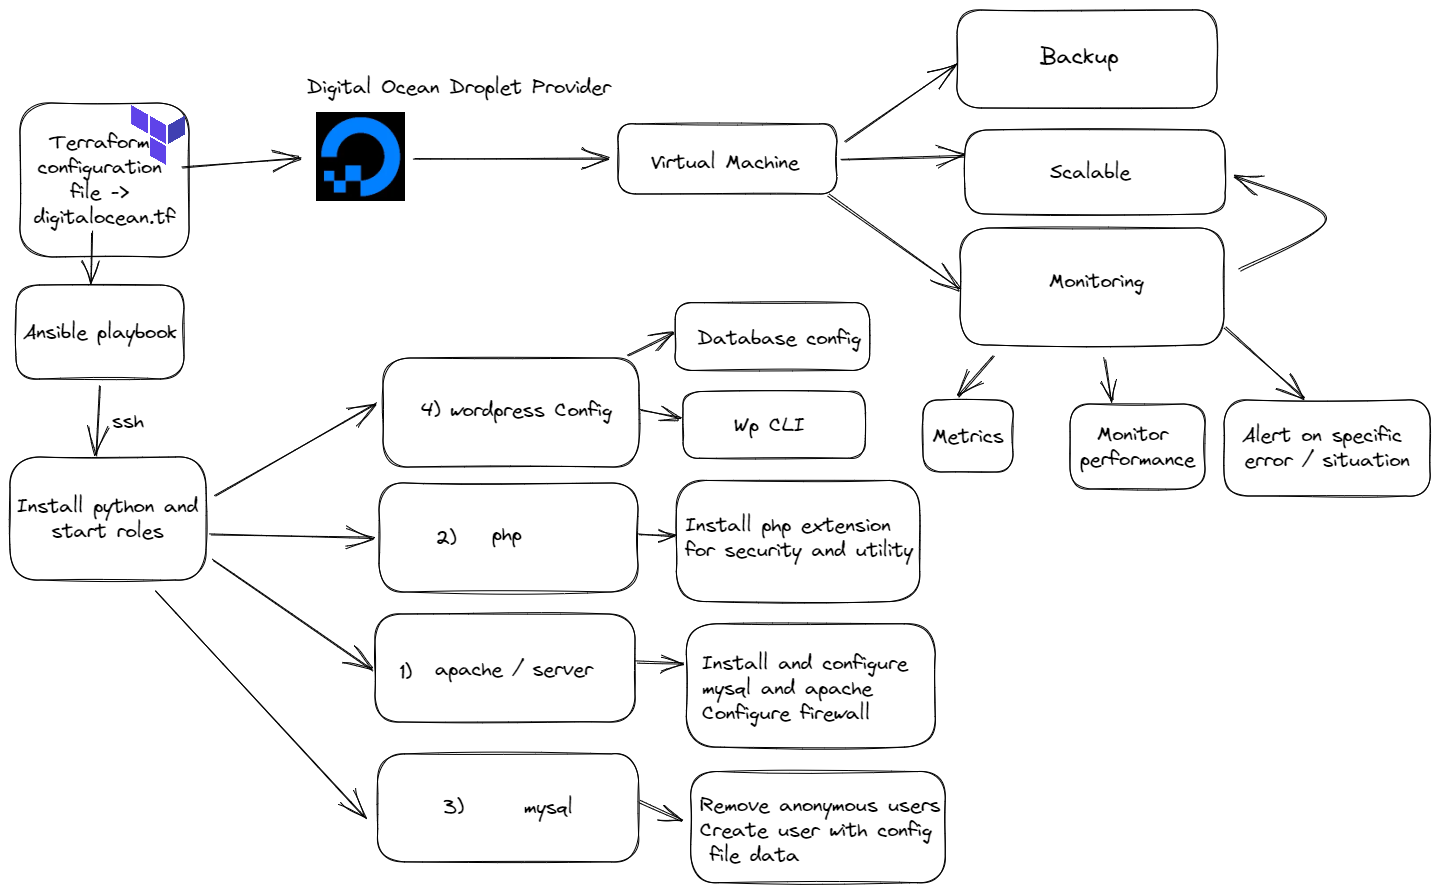 Digital Ocean Droplet Provider
Terraform
configuration
file ->
digitalocean.tf
Virtual Machine
Backup
Scalable
Monitoring
Metrics
Monitor
performance
Alert on specific
error / situation
Ansible playbook
ssh
Install python and
start roles
4) wordpress Config
Database config
Wp CLI
2) php
Install php extension
for security and utility
1) apache / server
Install and configure
mysql and apache
Configure firewall
3) mysql
Remove anonymous users
Create user with config
file data